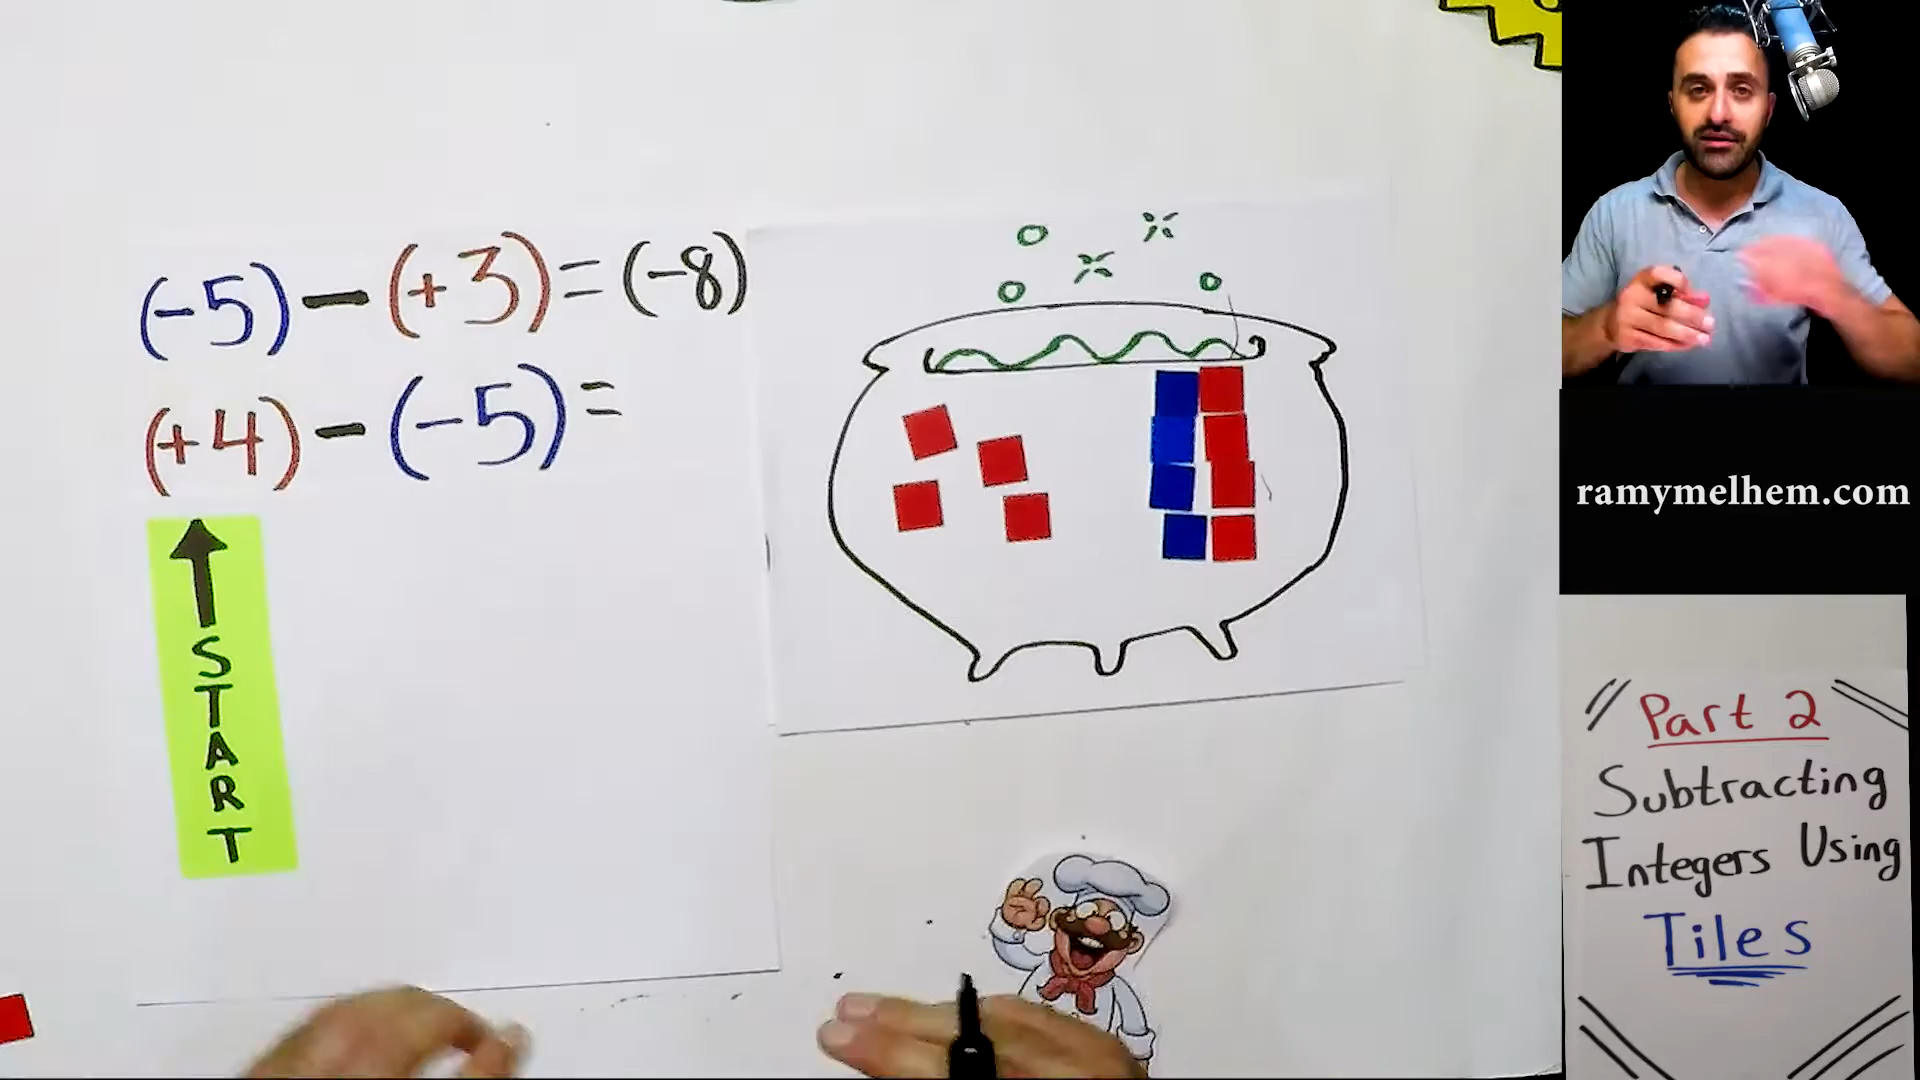 (-5) - (+3) = (-8)
(+4) - (-5) =
START
ramymelhem.com
Part 2
Subtracting
Integers Using
Tiles